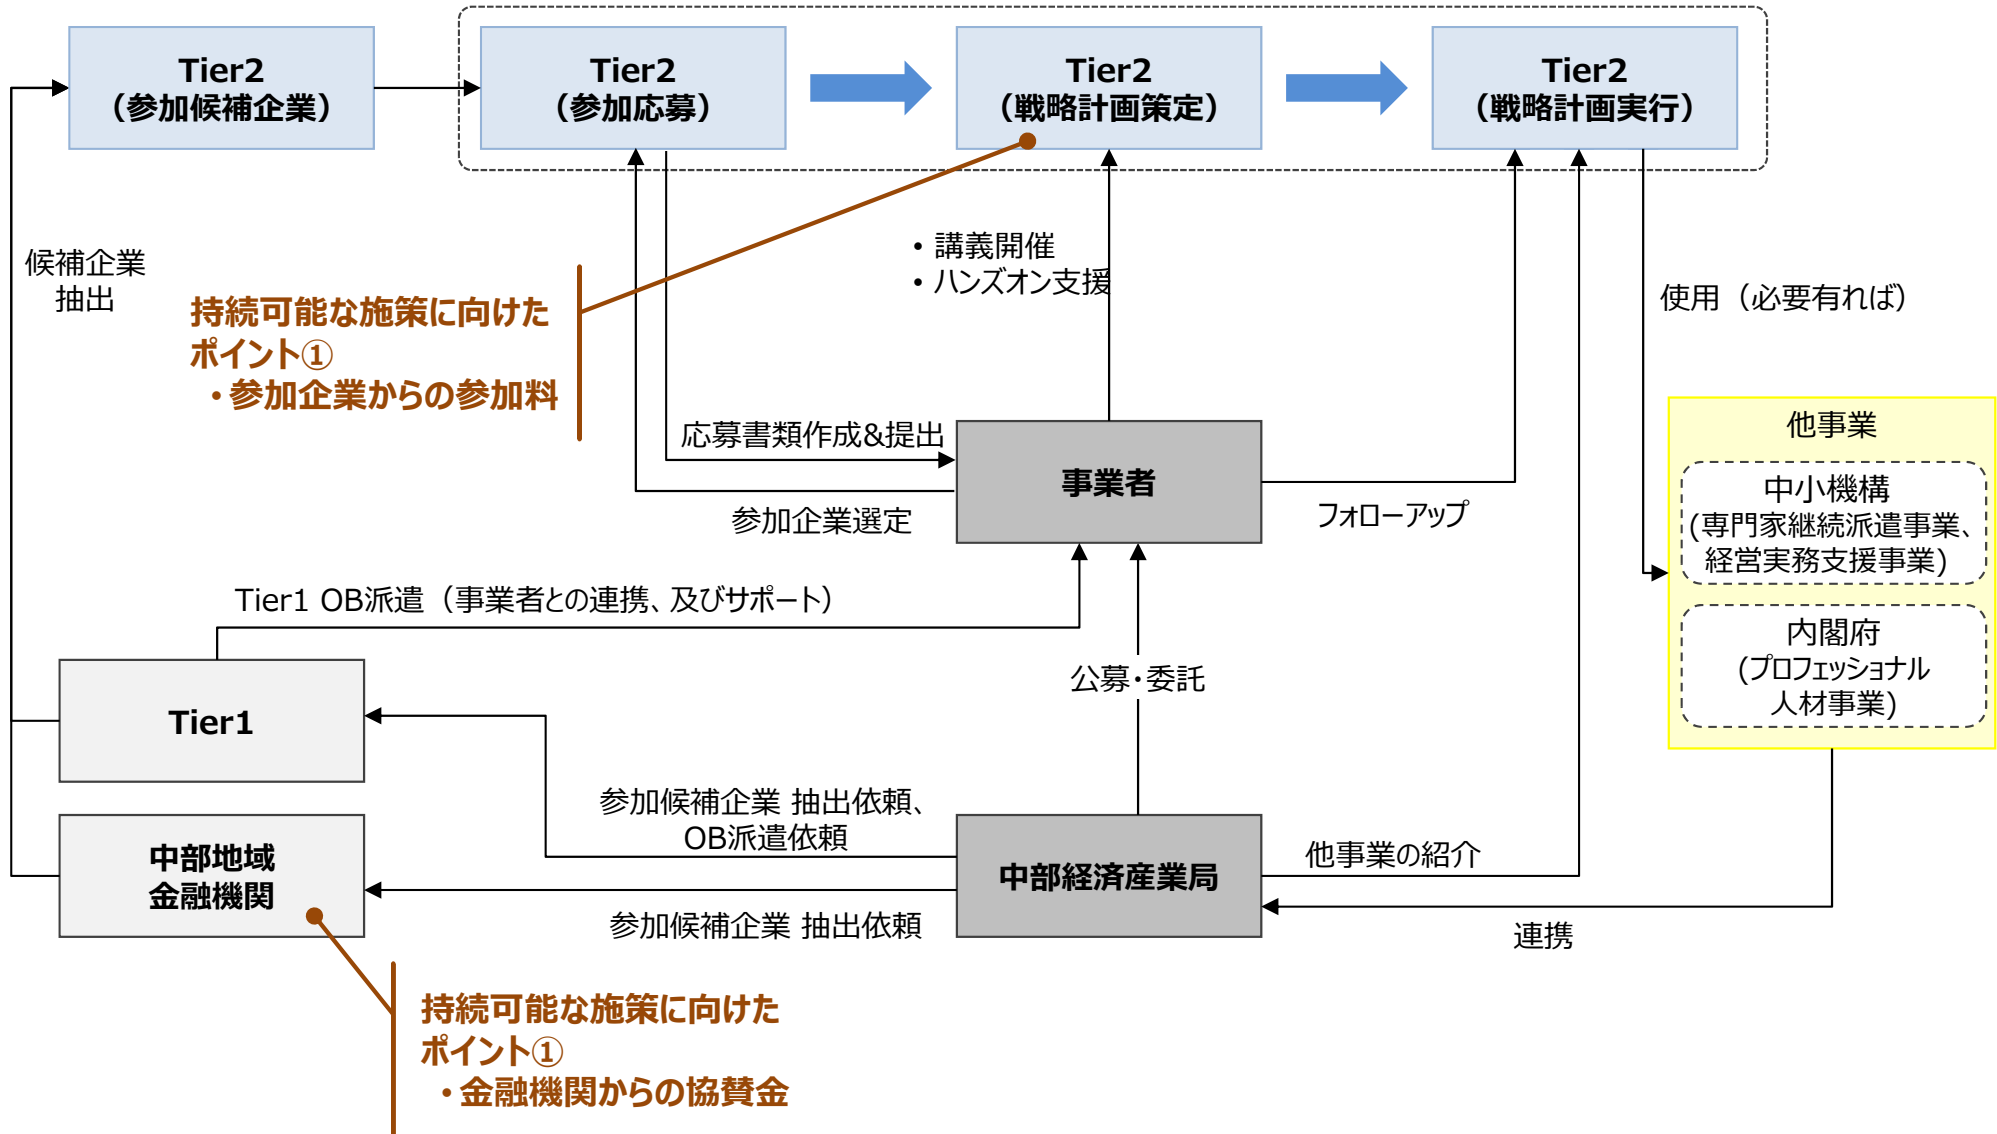 Tier2
（参加候補企業）
Tier2
（参加応募）
Tier2
（戦略計画策定）
Tier2
（戦略計画実行）
候補企業
抽出
・講義開催
・ハンズオン支援
使用（必要有れば）
持続可能な施策に向けた
ポイント①
・参加企業からの参加料
応募書類作成&提出
事業者
参加企業選定
フォローアップ
他事業
中小機構
(専門家継続派遣事業、
経営実務支援事業)
内閣府
(プロフェッショナル
人材事業)
Tier1 OB派遣（事業者との連携、及びサポート）
公募・委託
Tier1
参加候補企業 抽出依頼、
OB派遣依頼
中部地域
金融機関
中部経済産業局
他事業の紹介
参加候補企業 抽出依頼
連携
持続可能な施策に向けた
ポイント①
・金融機関からの協賛金